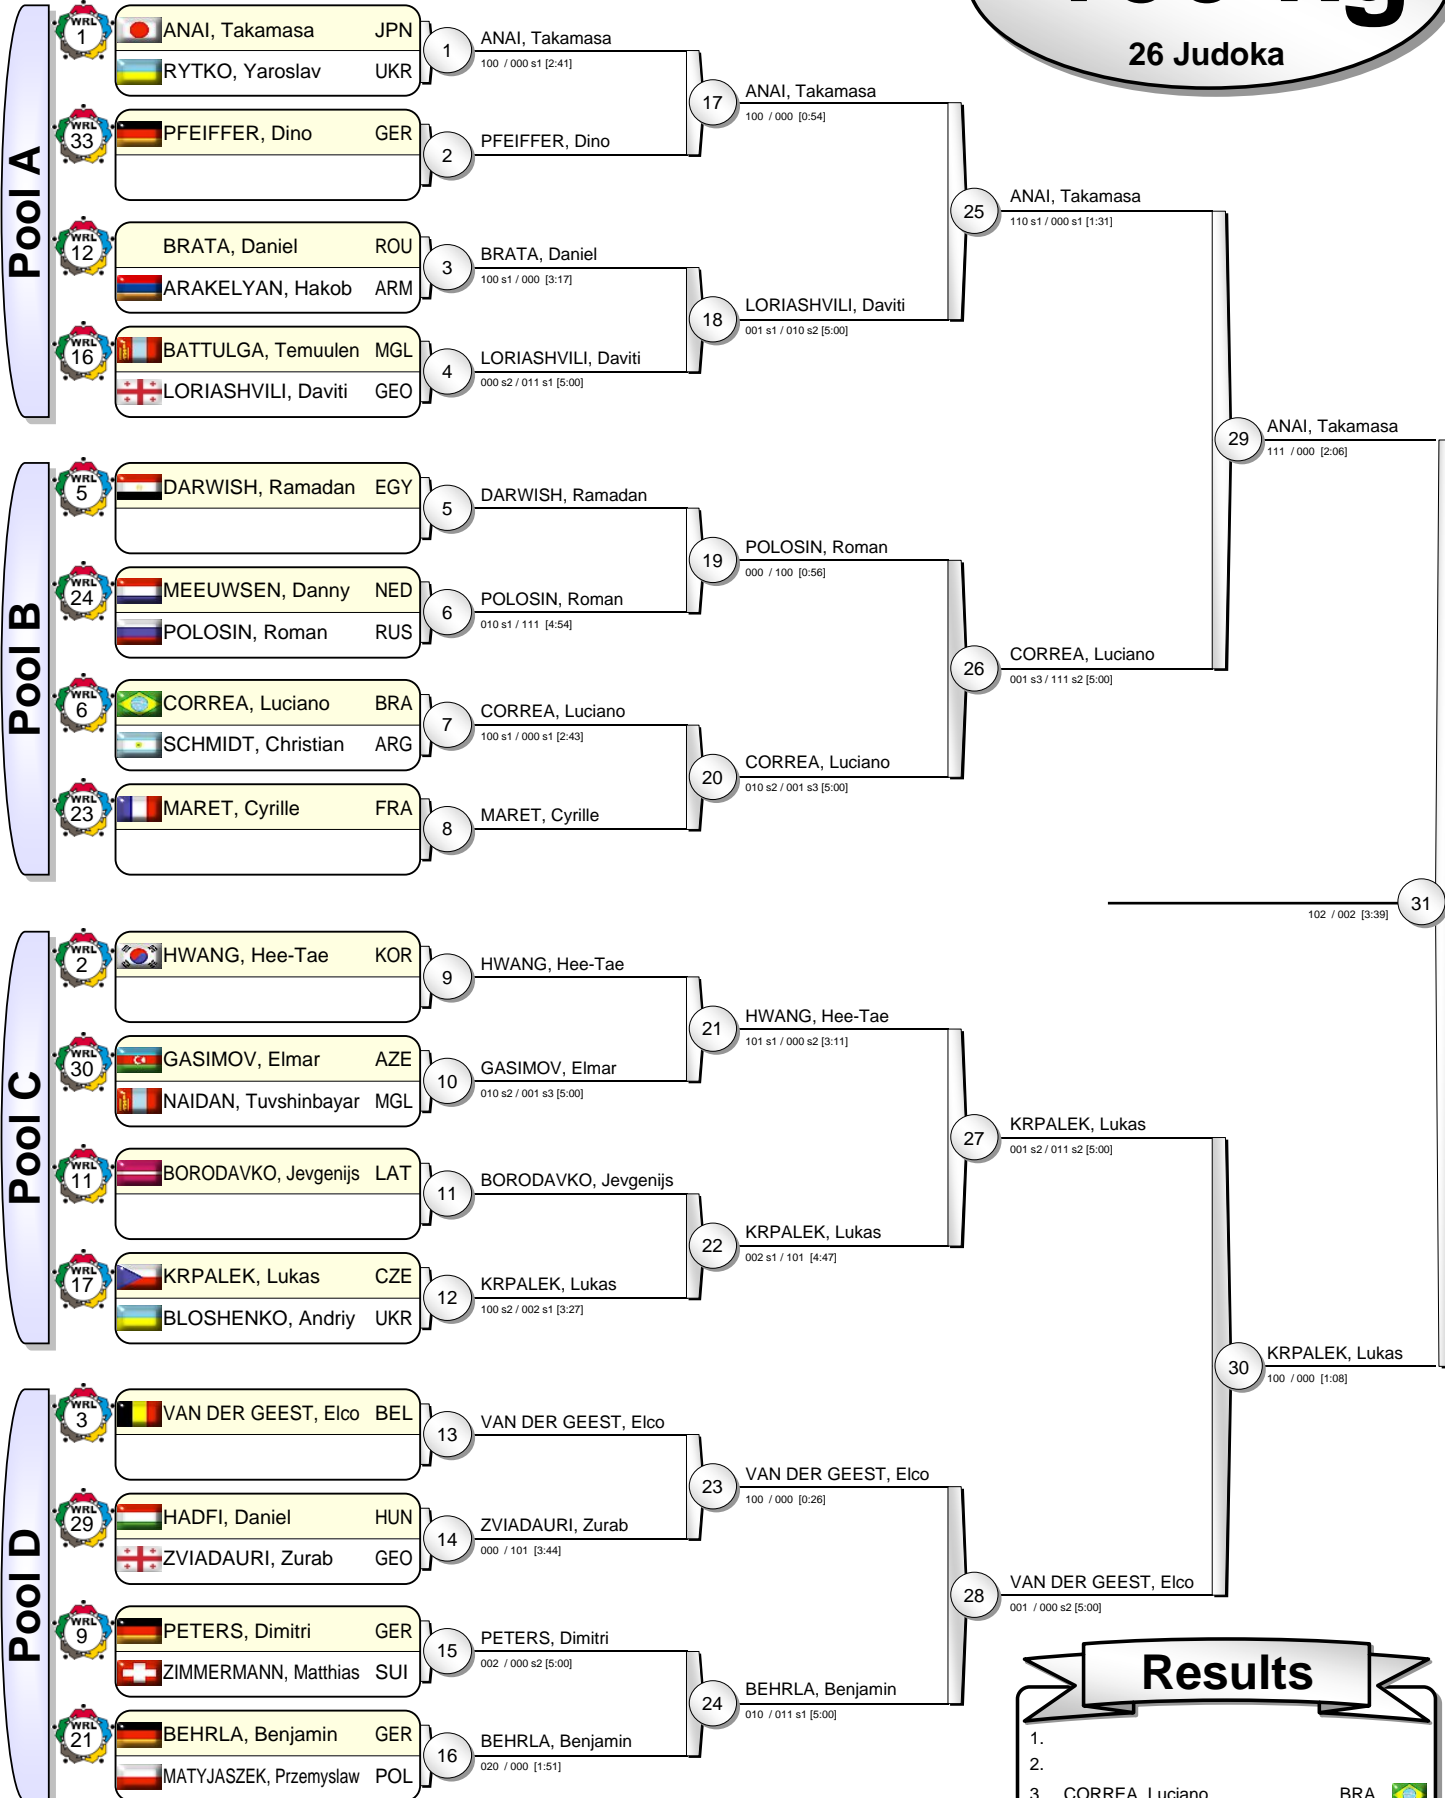 26 Judoka
Pool A
WRL 1
ANAI, Takamasa JPN
RYTKO, Yaroslav UKR
1
ANAI, Takamasa
100 / 000 s1 [2:41]
WRL 33
PFEIFFER, Dino GER
2
PFEIFFER, Dino
17
ANAI, Takamasa
100 / 000 [0:54]
WRL 12
BRATA, Daniel ROU
ARAKELYAN, Hakob ARM
3
BRATA, Daniel
100 s1 / 000 [3:17]
WRL 16
BATTULGA, Temuulen MGL
LORIASHVILI, Daviti GEO
4
LORIASHVILI, Daviti
000 s2 / 011 s1 [5:00]
18
LORIASHVILI, Daviti
001 s1 / 010 s2 [5:00]
25
ANAI, Takamasa
110 s1 / 000 s1 [1:31]
Pool B
WRL 5
DARWISH, Ramadan EGY
5
DARWISH, Ramadan
WRL 24
MEEUWSEN, Danny NED
POLOSIN, Roman RUS
6
POLOSIN, Roman
010 s1 / 111 [4:54]
19
POLOSIN, Roman
000 / 100 [0:56]
WRL 6
CORREA, Luciano BRA
SCHMIDT, Christian ARG
7
CORREA, Luciano
100 s1 / 000 s1 [2:43]
WRL 23
MARET, Cyrille FRA
8
MARET, Cyrille
20
CORREA, Luciano
010 s2 / 001 s3 [5:00]
26
CORREA, Luciano
001 s3 / 111 s2 [5:00]
29
ANAI, Takamasa
111 / 000 [2:06]
31
102 / 002 [3:39]
Pool C
WRL 2
HWANG, Hee-Tae KOR
9
HWANG, Hee-Tae
WRL 30
GASIMOV, Elmar AZE
NAIDAN, Tuvshinbayar MGL
10
GASIMOV, Elmar
010 s2 / 001 s3 [5:00]
21
HWANG, Hee-Tae
101 s1 / 000 s2 [3:11]
WRL 11
BORODAVKO, Jevgenijs LAT
11
BORODAVKO, Jevgenijs
WRL 17
KRPALEK, Lukas CZE
BLOSHENKO, Andriy UKR
12
KRPALEK, Lukas
100 s2 / 002 s1 [3:27]
22
KRPALEK, Lukas
002 s1 / 101 [4:47]
27
KRPALEK, Lukas
001 s2 / 011 s2 [5:00]
Pool D
WRL 3
VAN DER GEEST, Elco BEL
13
VAN DER GEEST, Elco
WRL 29
HADFI, Daniel HUN
ZVIADAURI, Zurab GEO
14
ZVIADAURI, Zurab
000 / 101 [3:44]
23
VAN DER GEEST, Elco
100 / 000 [0:26]
WRL 9
PETERS, Dimitri GER
ZIMMERMANN, Matthias SUI
15
PETERS, Dimitri
002 / 000 s2 [5:00]
WRL 21
BEHRLA, Benjamin GER
MATYJASZEK, Przemyslaw POL
16
BEHRLA, Benjamin
020 / 000 [1:51]
24
BEHRLA, Benjamin
010 / 011 s1 [5:00]
28
VAN DER GEEST, Elco
001 / 000 s2 [5:00]
30
KRPALEK, Lukas
100 / 000 [1:08]
Results
1.
2.
3. CORREA, Luciano BRA